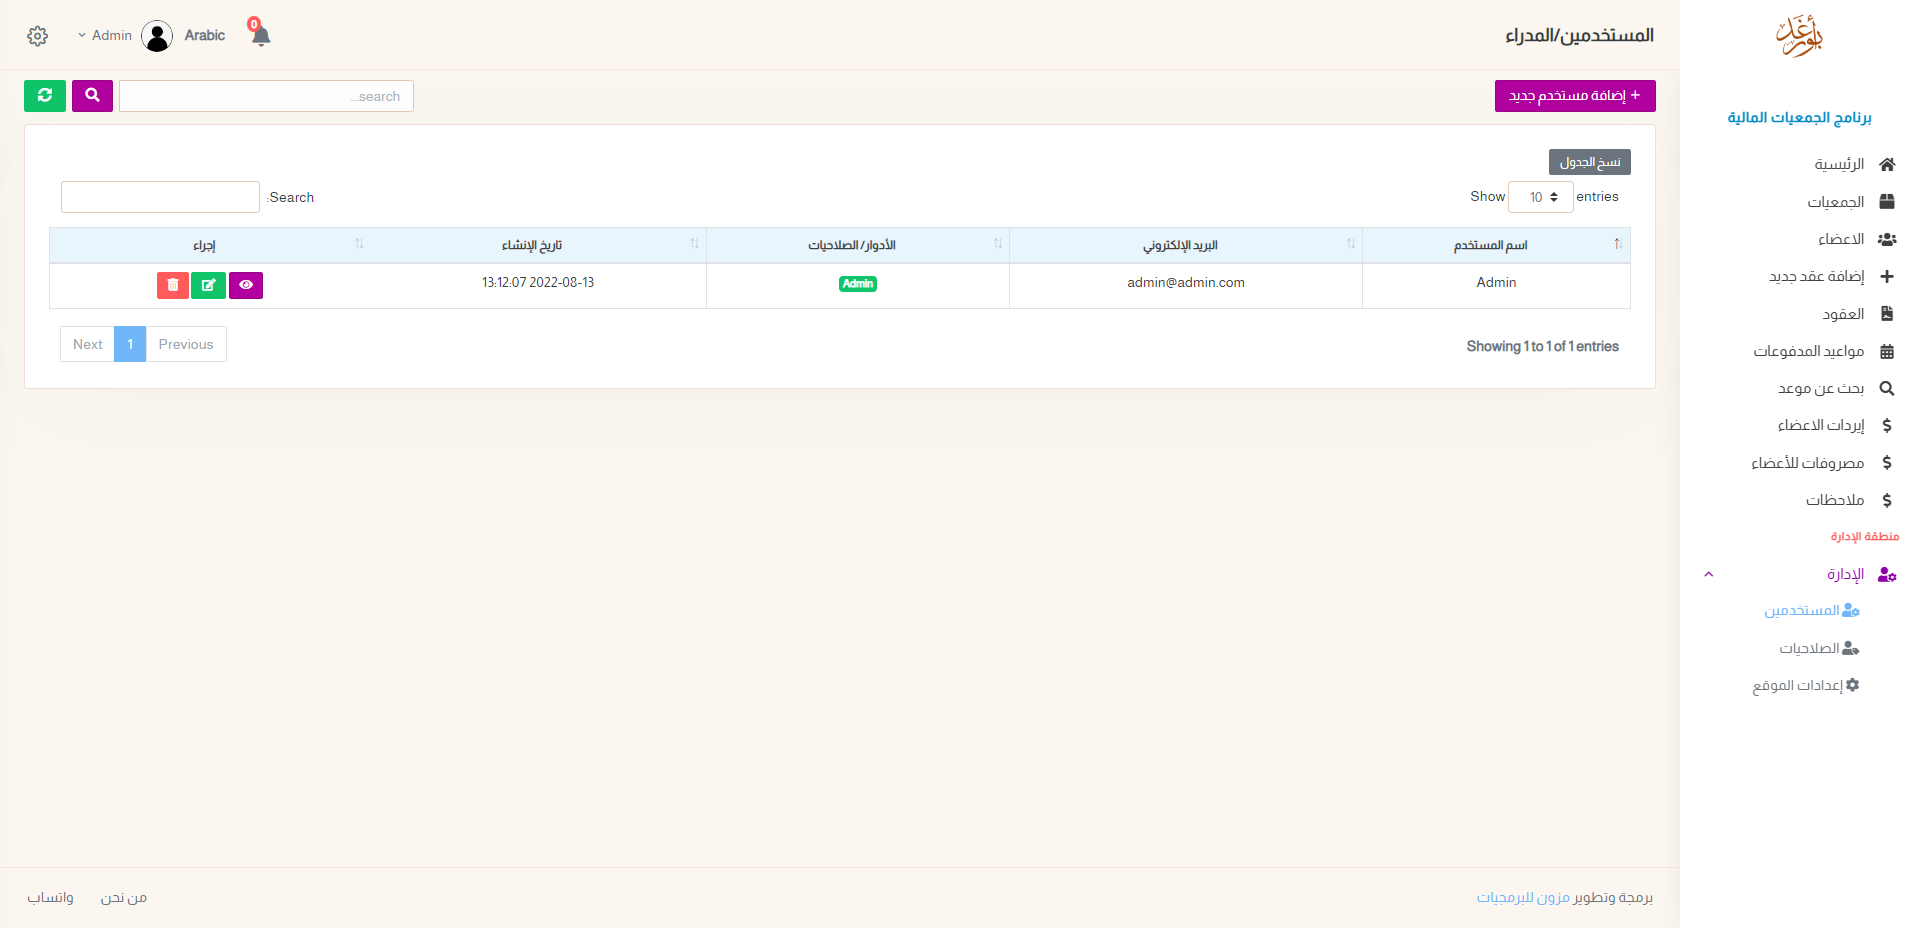 المستخدمين/المدراء
0
Arabic
Admin
بأورغد
برنامج الجمعيات المالية
الرئيسية
الجمعيات
الاعضاء
إضافة عقد جديد
العقود
مواعيد المدفوعات
بحث عن موعد
إيردات الاعضاء
مصروفات للأعضاء
ملاحظات
منطقة الإدارة
الإدارة
المستخدمين
الصلاحيات
إعدادات الموقع
+ إضافة مستخدم جديد
search...
نسخ الجدول
Show 10 entries
Search:
اسم المستخدم البريد الإلكتروني الأدوار/ الصلاحيات تاريخ الإنشاء إجراء
Admin admin@admin.com Admin 2022-08-13 13:12:07
Showing 1 to 1 of 1 entries
Previous 1 Next
برمجة وتطوير مزون للبرمجيات
من نحن واتساب